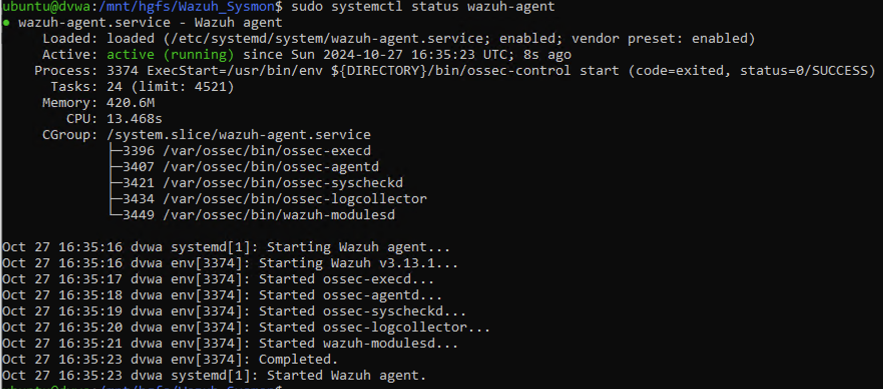 ubuntu@dvwa:/mnt/hgfs/Wazuh_Sysmon$ sudo systemctl status wazuh-agent
● wazuh-agent.service - Wazuh agent
Loaded: loaded (/etc/systemd/system/wazuh-agent.service; enabled; vendor preset: enabled)
Active: active (running) since Sun 2024-10-27 16:35:23 UTC; 8s ago
Process: 3374 ExecStart=/usr/bin/env ${DIRECTORY}/bin/ossec-control start (code=exited, status=0/SUCCESS)
Tasks: 24 (limit: 4521)
Memory: 420.6M
CPU: 13.468s
CGroup: /system.slice/wazuh-agent.service
├─3396 /var/ossec/bin/ossec-execd
├─3407 /var/ossec/bin/ossec-agentd
├─3421 /var/ossec/bin/ossec-syscheckd
├─3434 /var/ossec/bin/ossec-logcollector
└─3449 /var/ossec/bin/wazuh-modulesd
Oct 27 16:35:16 dvwa systemd[1]: Starting Wazuh agent...
Oct 27 16:35:16 dvwa env[3374]: Starting Wazuh v3.13.1...
Oct 27 16:35:17 dvwa env[3374]: Started ossec-execd...
Oct 27 16:35:18 dvwa env[3374]: Started ossec-agentd...
Oct 27 16:35:19 dvwa env[3374]: Started ossec-syscheckd...
Oct 27 16:35:20 dvwa env[3374]: Started ossec-logcollector...
Oct 27 16:35:21 dvwa env[3374]: Started wazuh-modulesd...
Oct 27 16:35:23 dvwa env[3374]: Completed.
Oct 27 16:35:23 dvwa systemd[1]: Started Wazuh agent.